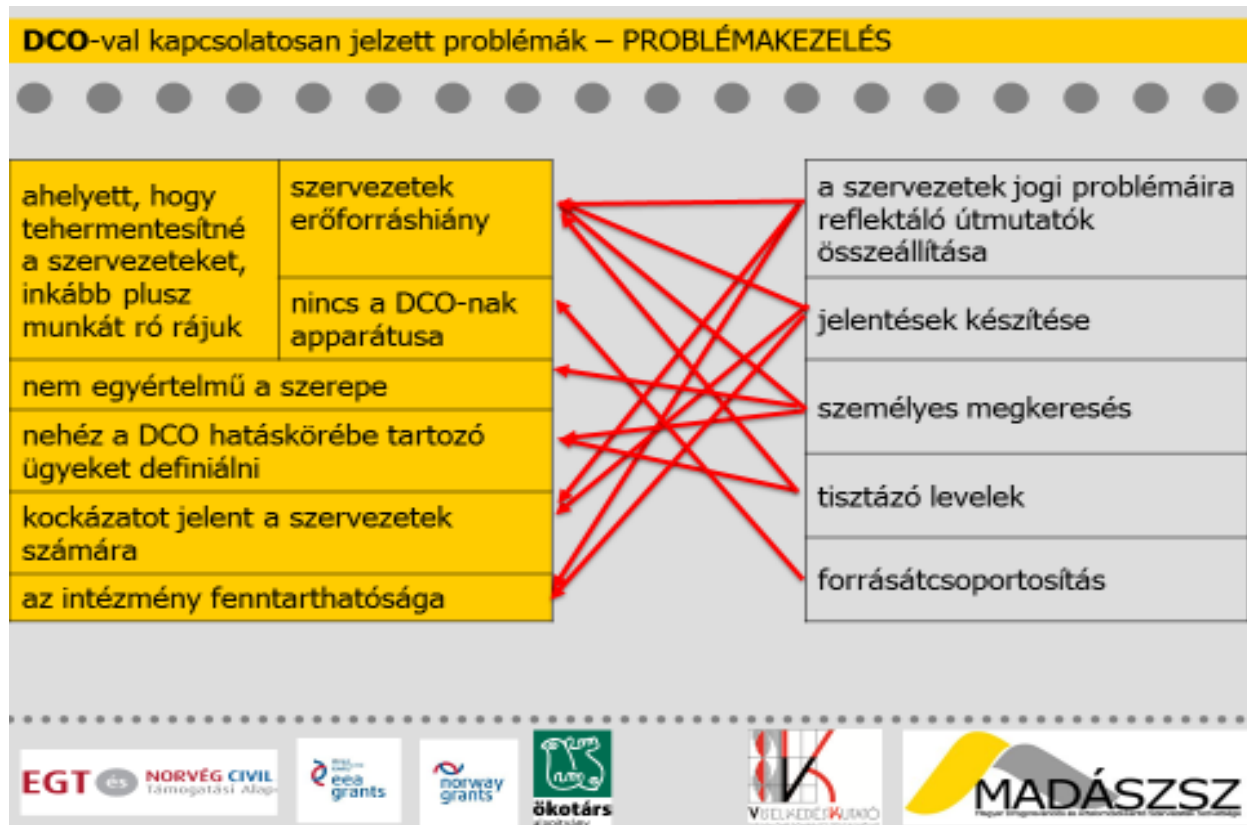 DCO-val kapcsolatosan jelzett problémák – PROBLÉMAKEZELÉS
ahelyett, hogy
tehermentesítné
a szervezeteket,
inkább plusz
munkát ró rájuk
szervezetek
erőforráshiány
nincs a DCO-nak
apparátusa
nem egyértelmű a szerepe
nehéz a DCO hatáskörébe tartozó
ügyeket definiálni
kockázatot jelent a szervezetek
számára
az intézmény fenntarthatósága
a szervezetek jogi problémáira
reflektáló útmutatók
összeállítása
jelentések készítése
személyes megkeresés
tisztázó levelek
forrásátcsoportosítás
EGT és NORVÉG CIVIL
Támogatási Alap
eea
grants
norway
grants
ökotárs
alapítvány
VISELKEDÉSKUTATÓ
MADÁSZSZ